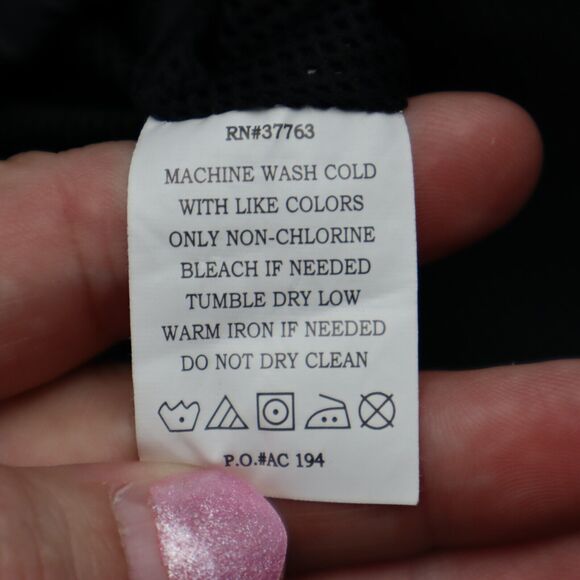 RN#37763
MACHINE WASH COLD
WITH LIKE COLORS
ONLY NON-CHLORINE
BLEACH IF NEEDED
TUMBLE DRY LOW
WARM IRON IF NEEDED
DO NOT DRY CLEAN
P.O.#AC 194